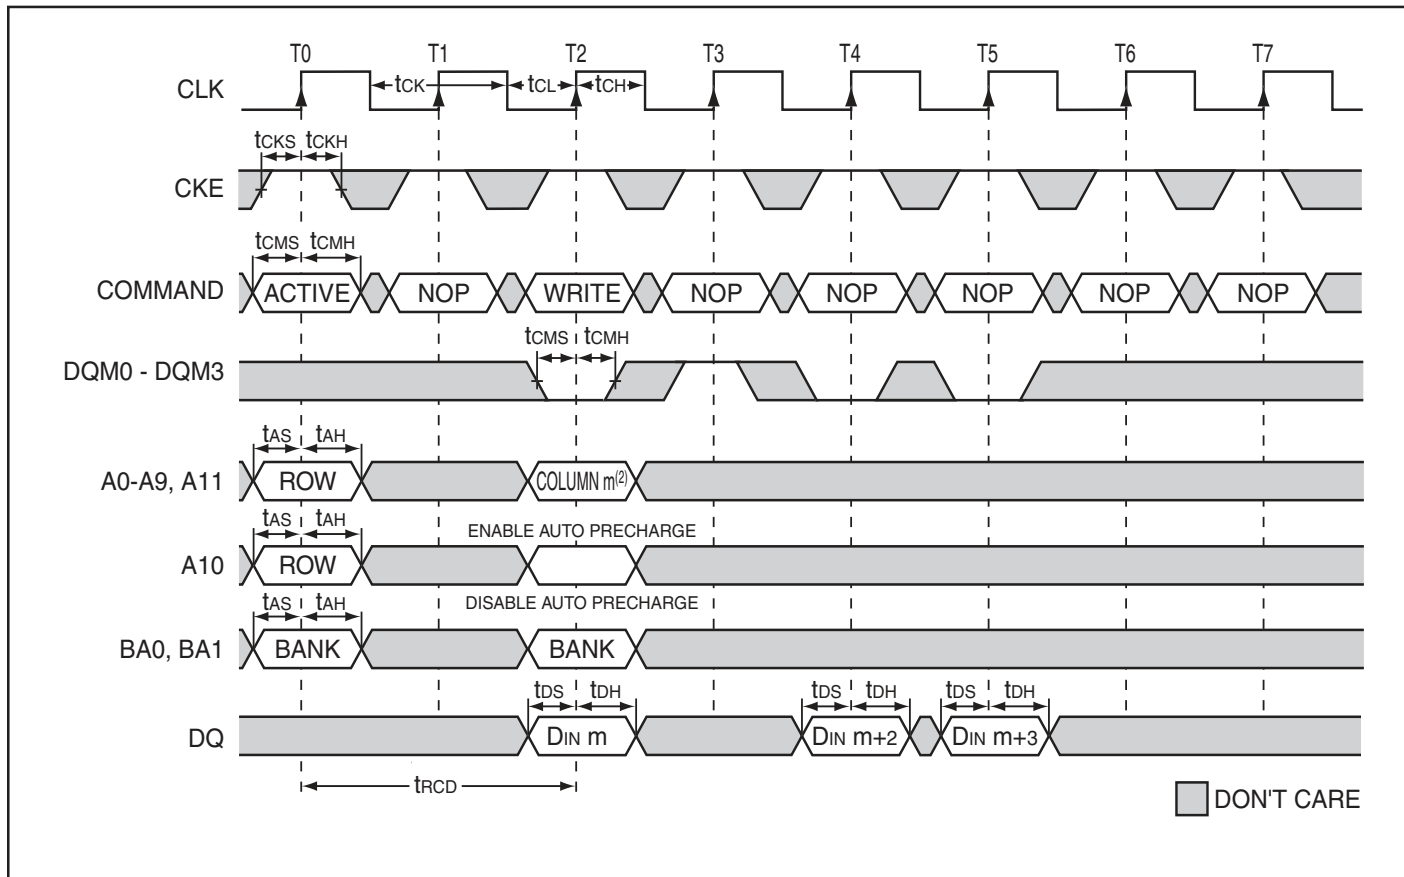 T0 T1 T2 T3 T4 T5 T6 T7
CLK tCK tCL tCH
tCKS tCKH
CKE
tCMS tCMH
COMMAND ACTIVE NOP WRITE NOP NOP NOP NOP NOP
tCMS tCMH
DQM0 - DQM3
tAS tAH
A0-A9, A11 ROW COLUMN m(2)
tAS tAH ENABLE AUTO PRECHARGE
A10 ROW
tAS tAH DISABLE AUTO PRECHARGE
BA0, BA1 BANK BANK
tDS tDH tDS tDH tDS tDH
DQ DIN m DIN m+2 DIN m+3
tRCD
DON'T CARE